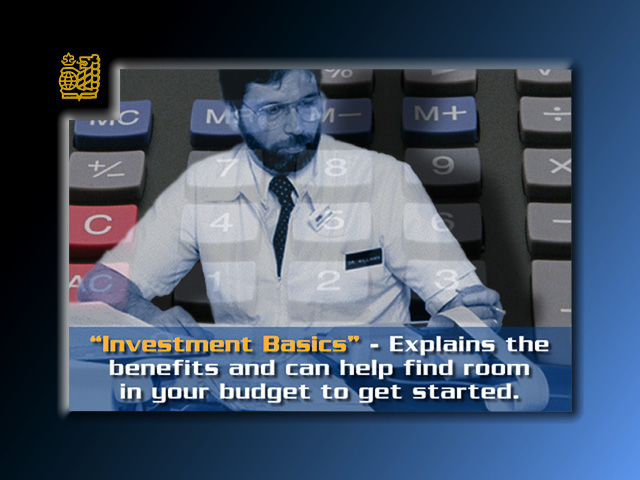 %
MC
M-
M+
÷
+/-
7
8
9
×
C
4
5
6
−
AC
1
2
3
−
“Investment Basics” - Explains the
benefits and can help find room
in your budget to get started.